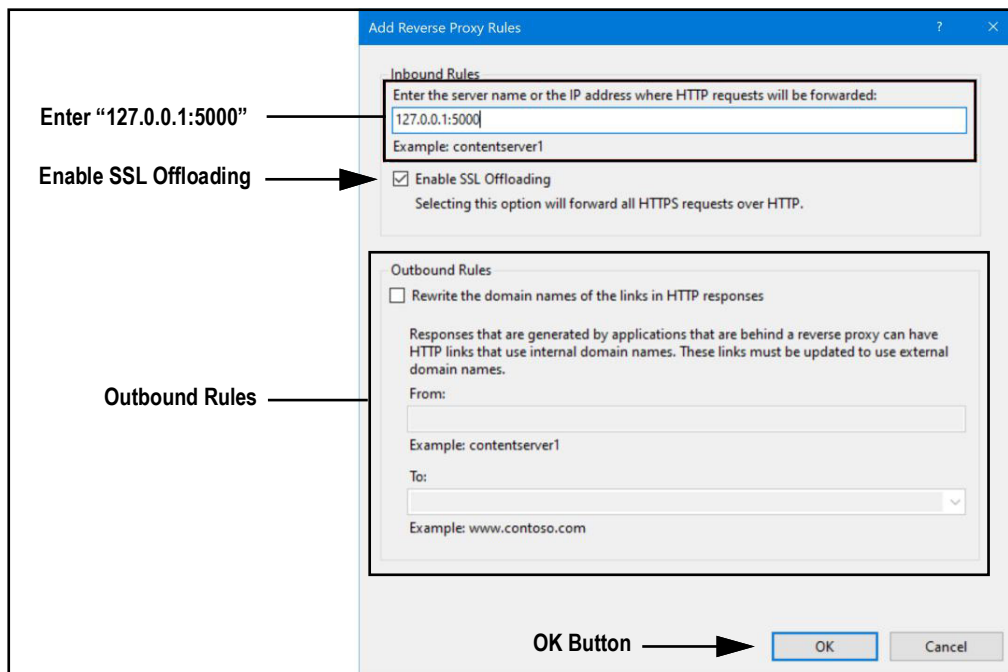 Add Reverse Proxy Rules
?
×
Inbound Rules
Enter the server name or the IP address where HTTP requests will be forwarded:
Enter “127.0.0.1:5000”
127.0.0.1:5000
Example: contentserver1
Enable SSL Offloading
Enable SSL Offloading
Selecting this option will forward all HTTPS requests over HTTP.
Outbound Rules
Rewrite the domain names of the links in HTTP responses
Responses that are generated by applications that are behind a reverse proxy can have
HTTP links that use internal domain names. These links must be updated to use external
domain names.
Outbound Rules
From:
Example: contentserver1
To:
Example: www.contoso.com
OK Button
OK
Cancel